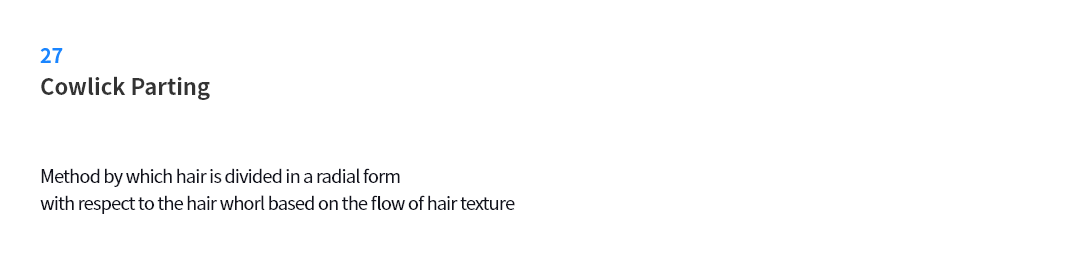 27
Cowlick Parting
Method by which hair is divided in a radial form
with respect to the hair whorl based on the flow of hair texture